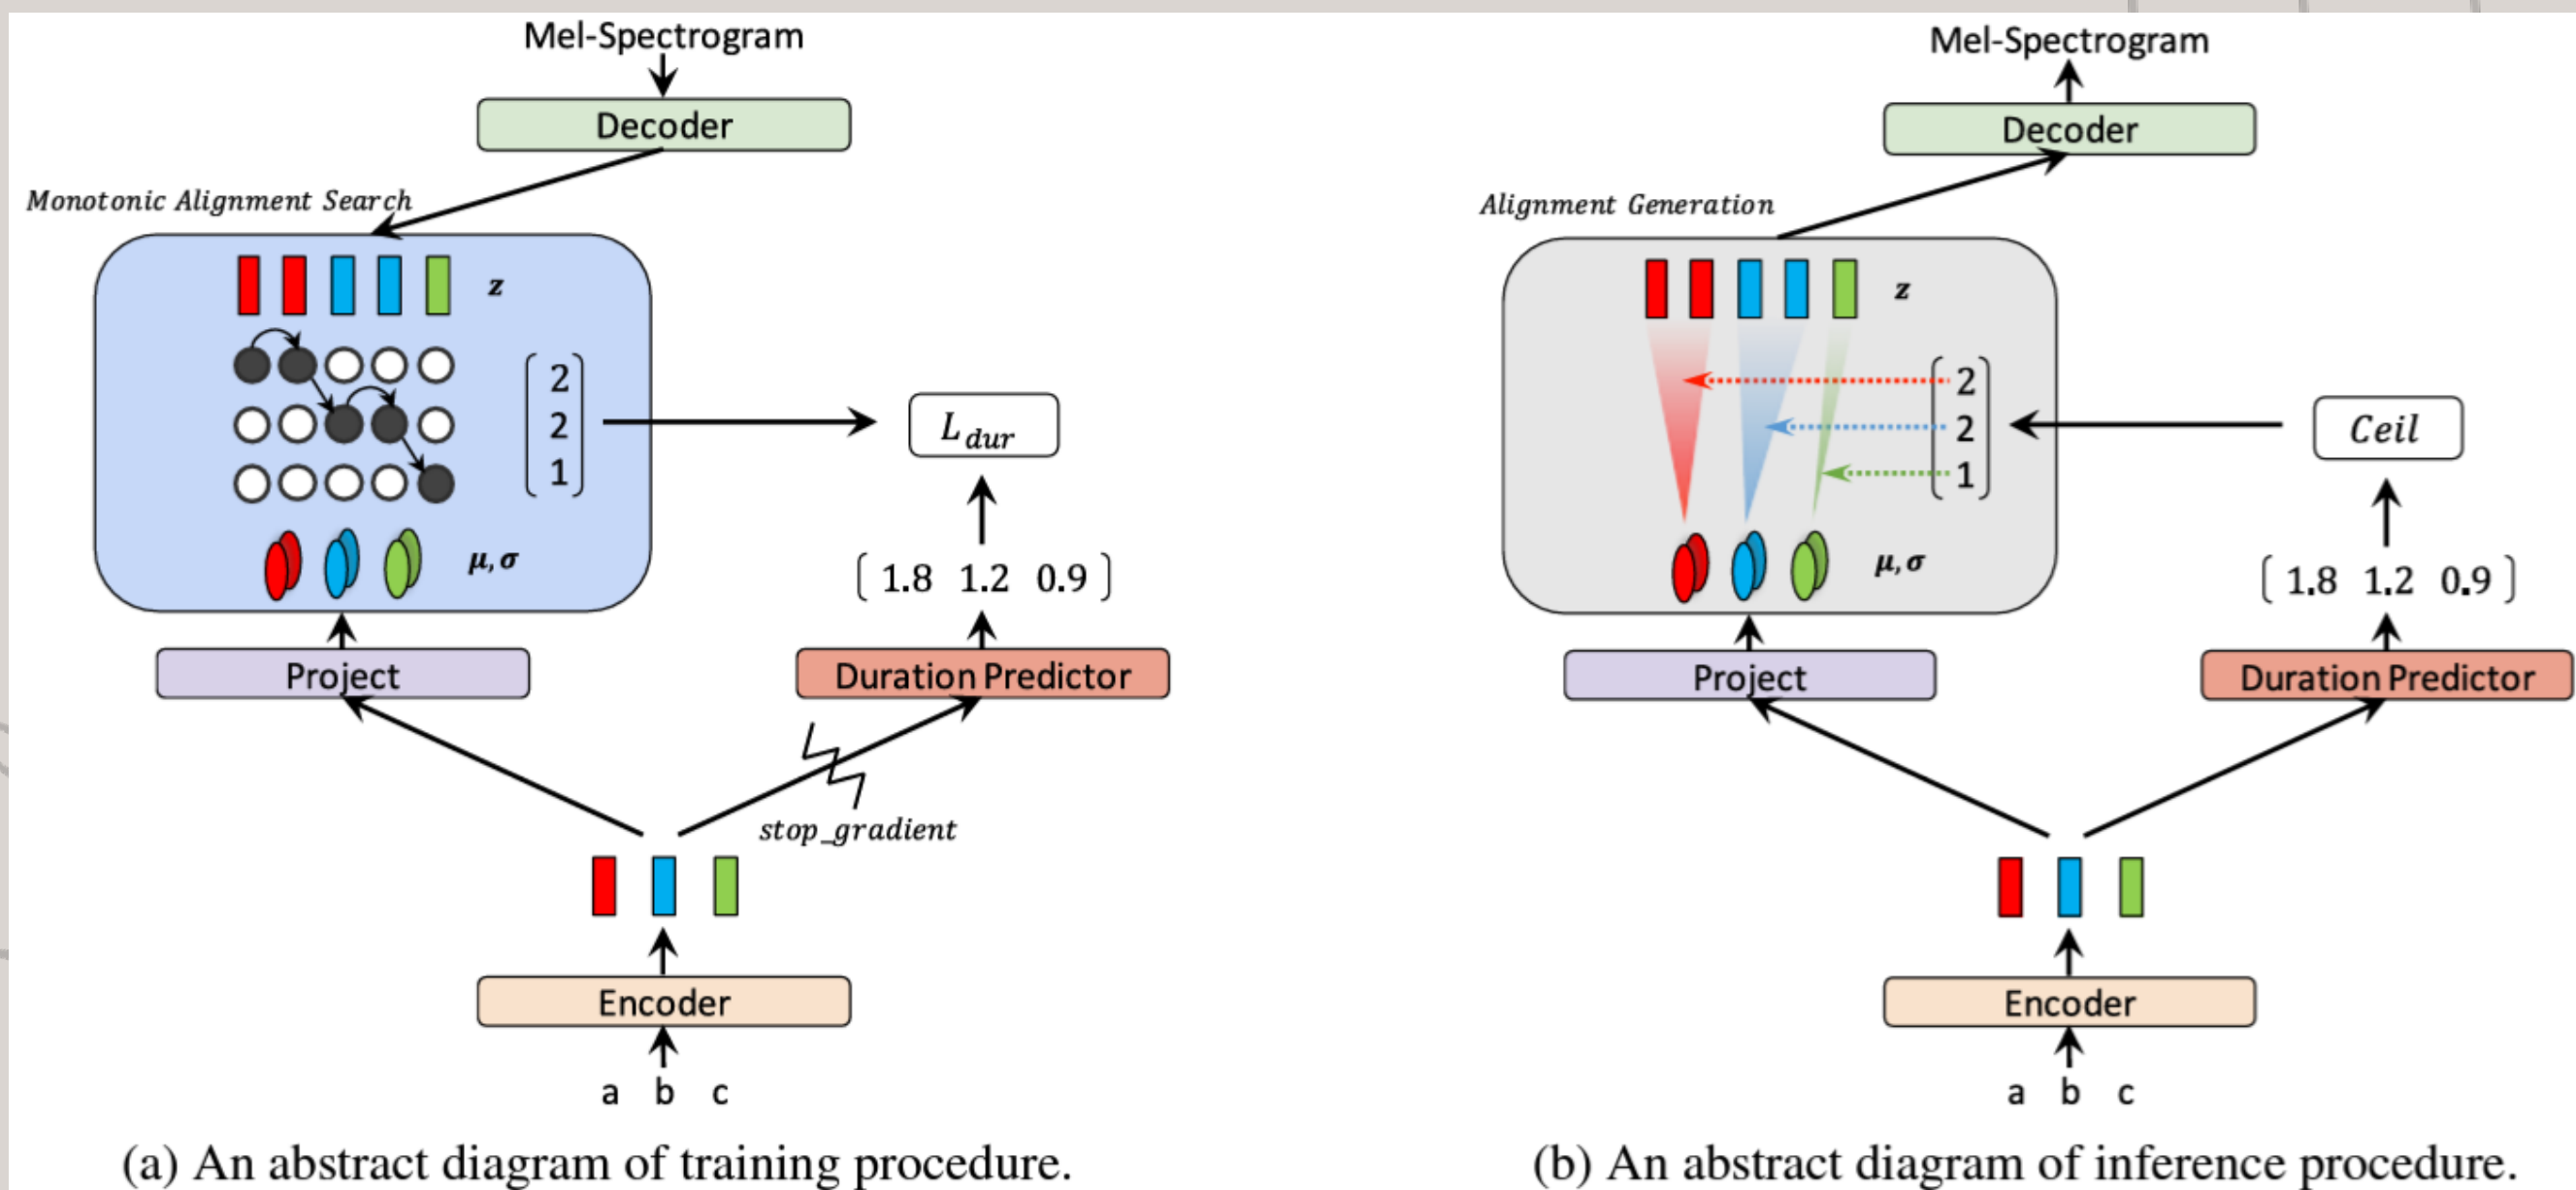 Mel-Spectrogram
Decoder
Monotonic Alignment Search
z
2
2
1
L_dur
μ, σ
[ 1.8 1.2 0.9 ]
Project
Duration Predictor
stop_gradient
Encoder
a b c
(a) An abstract diagram of training procedure.
Mel-Spectrogram
Decoder
Alignment Generation
z
2
2
1
Ceil
μ, σ
[ 1.8 1.2 0.9 ]
Project
Duration Predictor
Encoder
a b c
(b) An abstract diagram of inference procedure.